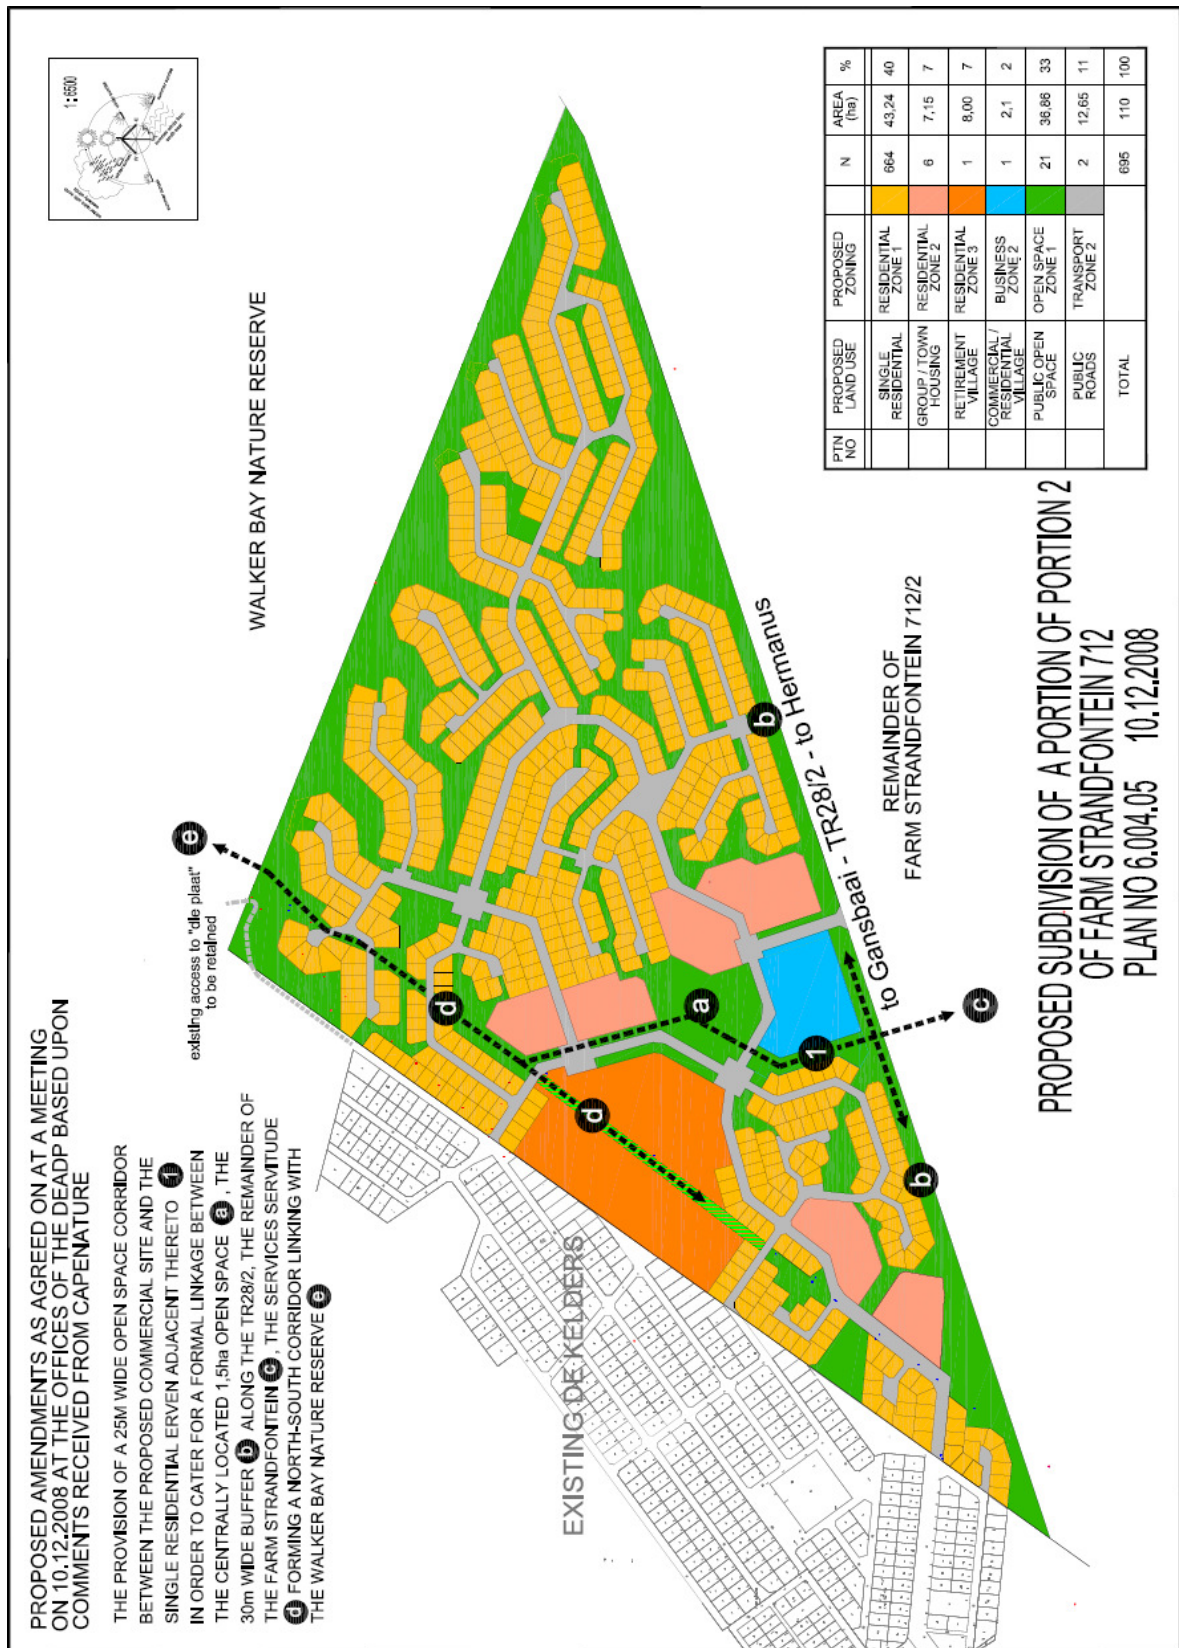 PROPOSED AMENDMENTS AS AGREED ON AT A MEETING
ON 10.12.2008 AT THE OFFICES OF THE DEADP BASED UPON
COMMENTS RECEIVED FROM CAPENATURE
THE PROVISION OF A 25M WIDE OPEN SPACE CORRIDOR
BETWEEN THE PROPOSED COMMERCIAL SITE AND THE
SINGLE RESIDENTIAL ERVEN ADJACENT THERETO 1
IN ORDER TO CATER FOR A FORMAL LINKAGE BETWEEN
THE CENTRALLY LOCATED 1,5ha OPEN SPACE a , THE
30m WIDE BUFFER b ALONG THE TR28/2, THE REMAINDER OF
THE FARM STRANDFONTEIN c , THE SERVICES SERVITUDE
d FORMING A NORTH-SOUTH CORRIDOR LINKING WITH
THE WALKER BAY NATURE RESERVE e
existing access to "die plaat"
to be retained
e
WALKER BAY NATURE RESERVE
1:6500
d
d
a
1
b
b
c
EXISTING DE KELDERS
to Gansbaai - TR28/2 - to Hermanus
REMAINDER OF
FARM STRANDFONTEIN 712/2
PTN NO PROPOSED LAND USE PROPOSED ZONING N AREA (ha) %
SINGLE RESIDENTIAL RESIDENTIAL ZONE 1 664 43,24 40
GROUP / TOWN HOUSING RESIDENTIAL ZONE 2 6 7,15 7
RETIREMENT VILLAGE RESIDENTIAL ZONE 3 1 8,00 7
COMMERCIAL / RESIDENTIAL VILLAGE BUSINESS ZONE 2 1 2,1 2
PUBLIC OPEN SPACE OPEN SPACE ZONE 1 21 36,86 33
PUBLIC ROADS TRANSPORT ZONE 2 2 12,65 11
TOTAL 695 110 100
PROPOSED SUBDIVISION OF A PORTION OF PORTION 2
OF FARM STRANDFONTEIN 712
PLAN NO 6.004.05 10.12.2008